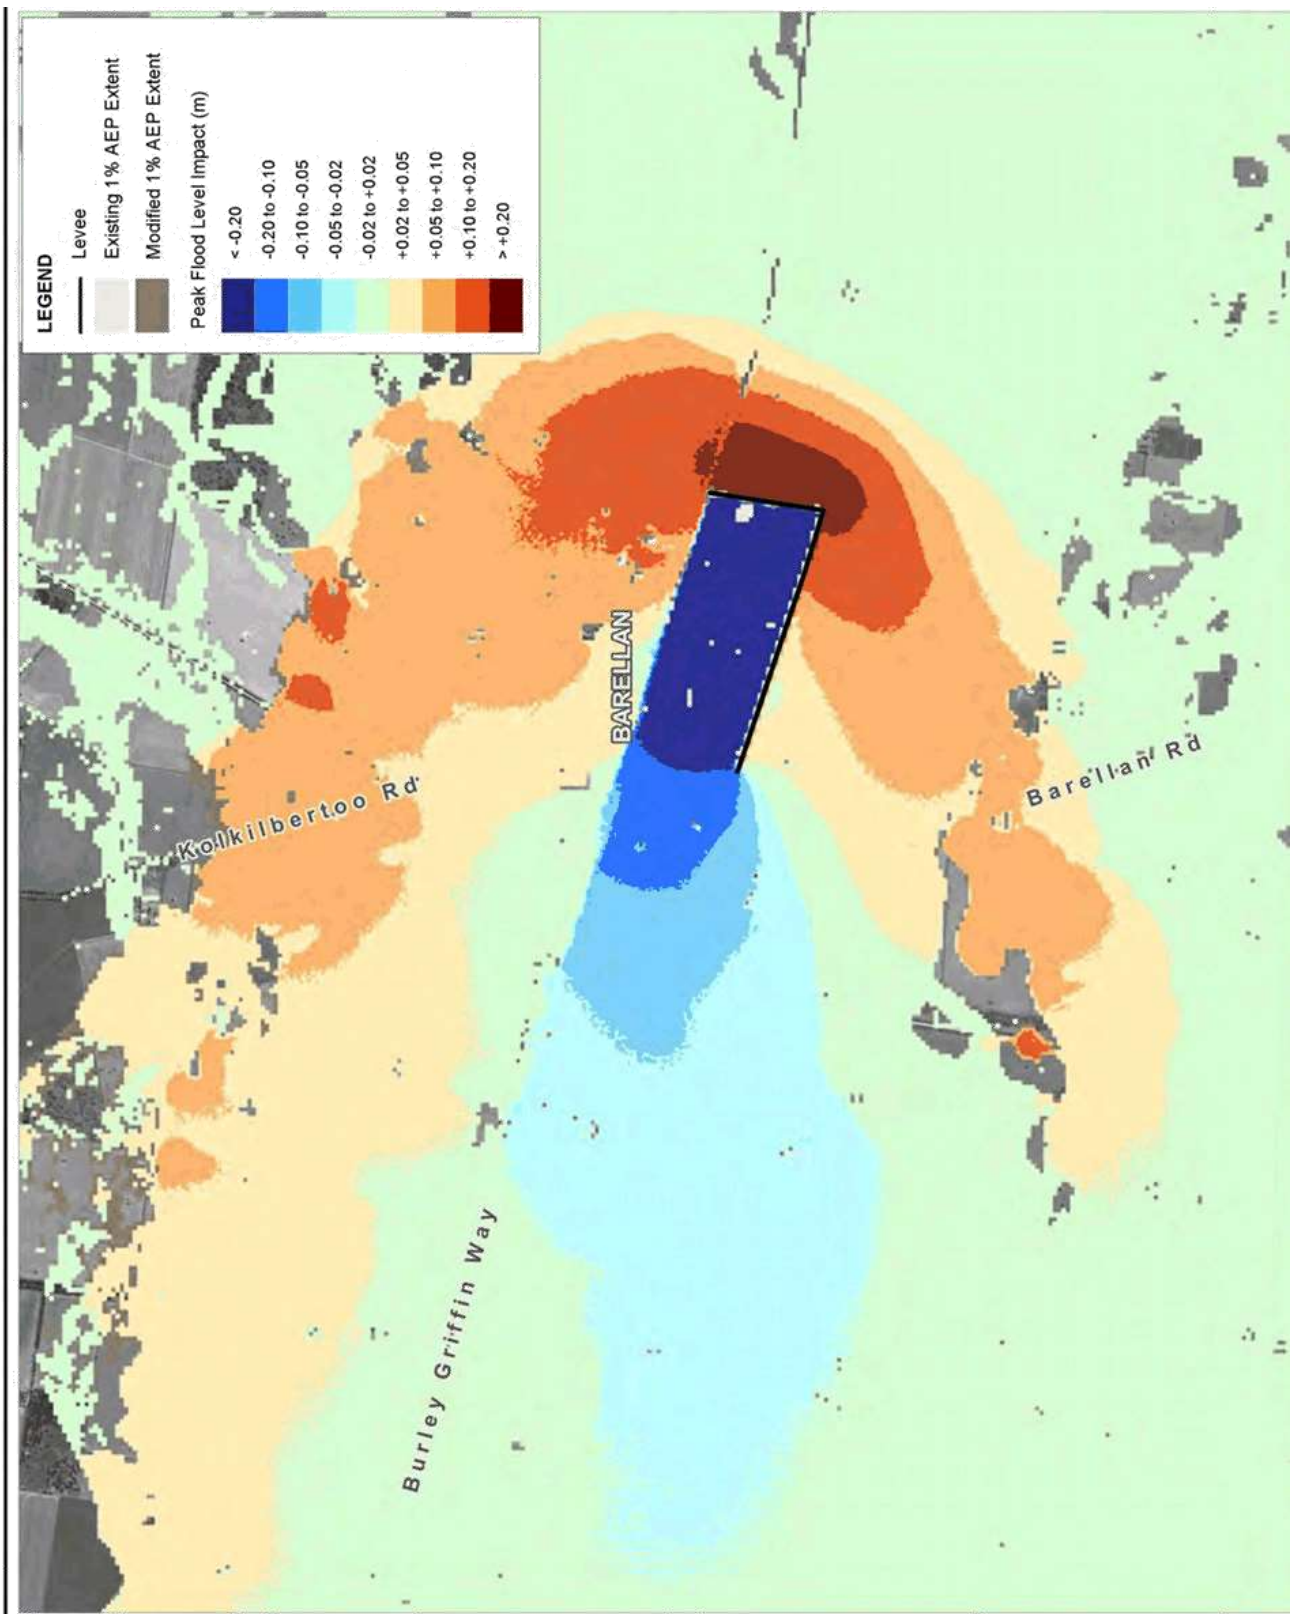 LEGEND
Levee
Existing 1% AEP Extent
Modified 1% AEP Extent
Peak Flood Level Impact (m)
< -0.20
-0.20 to -0.10
-0.10 to -0.05
-0.05 to -0.02
-0.02 to +0.02
+0.02 to +0.05
+0.05 to +0.10
+0.10 to +0.20
> +0.20
BARELLAN
Kolkilbertoo Rd
Barellan Rd
Burley Griffin Way